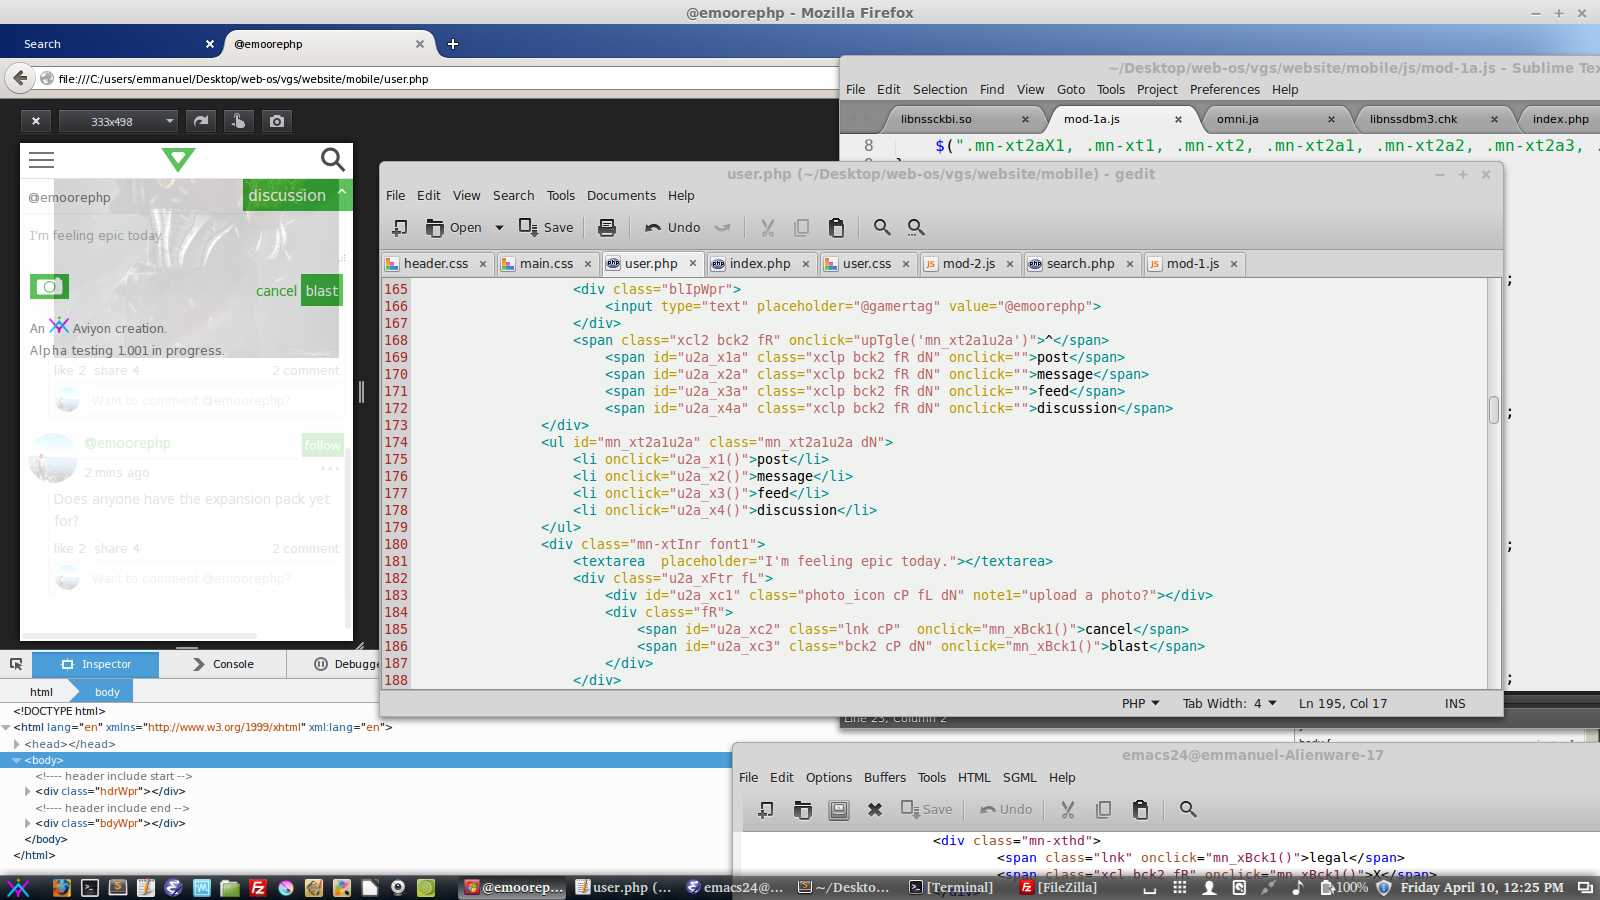 @emoorephp - Mozilla Firefox
Search
@emoorephp
file:///C:/users/emmanuel/Desktop/web-os/vgs/website/mobile/user.php
333x498
@emoorephp
discussion ^
I'm feeling epic today.
cancel blast
An Aviyon creation.
Alpha testing 1.001 in progress.
like 2 share 4 2 comment
Want to comment @emoorephp?
@emoorephp follow
2 mins ago
Does anyone have the expansion pack yet
for?
like 2 share 4 2 comment
Want to comment @emoorephp?
Inspector Console Debugge
html body
<!DOCTYPE html>
<html lang="en" xmlns="http://www.w3.org/1999/xhtml" xml:lang="en">
<head></head>
<body>
<!---- header include start -->
<div class="hdrWpr"></div>
<!---- header include end -->
<div class="bdyWpr"></div>
</body>
</html>
~/Desktop/web-os/vgs/website/mobile/js/mod-1a.js - Sublime Tex
File Edit Selection Find View Goto Tools Project Preferences Help
libnssckbi.so mod-1a.js omni.ja libnssdbm3.chk index.php
8 $(".mn-xt2aX1, .mn-xt1, .mn-xt2, .mn-xt2a1, .mn-xt2a2, .mn-xt2a3, .
user.php (~/Desktop/web-os/vgs/website/mobile) - gedit
File Edit View Search Tools Documents Help
Open Save Undo
header.css main.css user.php index.php user.css mod-2.js search.php mod-1.js
165 <div class="blIpWpr">
166 <input type="text" placeholder="@gamertag" value="@emoorephp">
167 </div>
168 <span class="xcl2 bck2 fR" onclick="upTgle('mn_xt2a1u2a')">^</span>
169 <span id="u2a_x1a" class="xclp bck2 fR dN" onclick="">post</span>
170 <span id="u2a_x2a" class="xclp bck2 fR dN" onclick="">message</span>
171 <span id="u2a_x3a" class="xclp bck2 fR dN" onclick="">feed</span>
172 <span id="u2a_x4a" class="xclp bck2 fR dN" onclick="">discussion</span>
173 </div>
174 <ul id="mn_xt2a1u2a" class="mn_xt2a1u2a dN">
175 <li onclick="u2a_x1()">post</li>
176 <li onclick="u2a_x2()">message</li>
177 <li onclick="u2a_x3()">feed</li>
178 <li onclick="u2a_x4()">discussion</li>
179 </ul>
180 <div class="mn-xtInr font1">
181 <textarea  placeholder="I'm feeling epic today."></textarea>
182 <div class="u2a_xFtr fL">
183 <div id="u2a_xc1" class="photo_icon cP fL dN" note1="upload a photo?"></div>
184 <div class="fR">
185 <span id="u2a_xc2" class="lnk cP"  onclick="mn_xBck1()">cancel</span>
186 <span id="u2a_xc3" class="bck2 cP dN" onclick="mn_xBck1()">blast</span>
187 </div>
188 </div>
PHP Tab Width: 4 Ln 195, Col 17 INS
Line 23, Column 2
emacs24@emmanuel-Alienware-17
File Edit Options Buffers Tools HTML SGML Help
Save Undo
<div class="mn-xthd">
<span class="lnk" onclick="mn_xBck1()">legal</span>
<span class="xcl bck2 fR" onclick="mn_xBck1()">X</span>
@emoorep... user.php (... emacs24@... ~/Deskto... [Terminal] [FileZilla] 100% Friday April 10, 12:25 PM